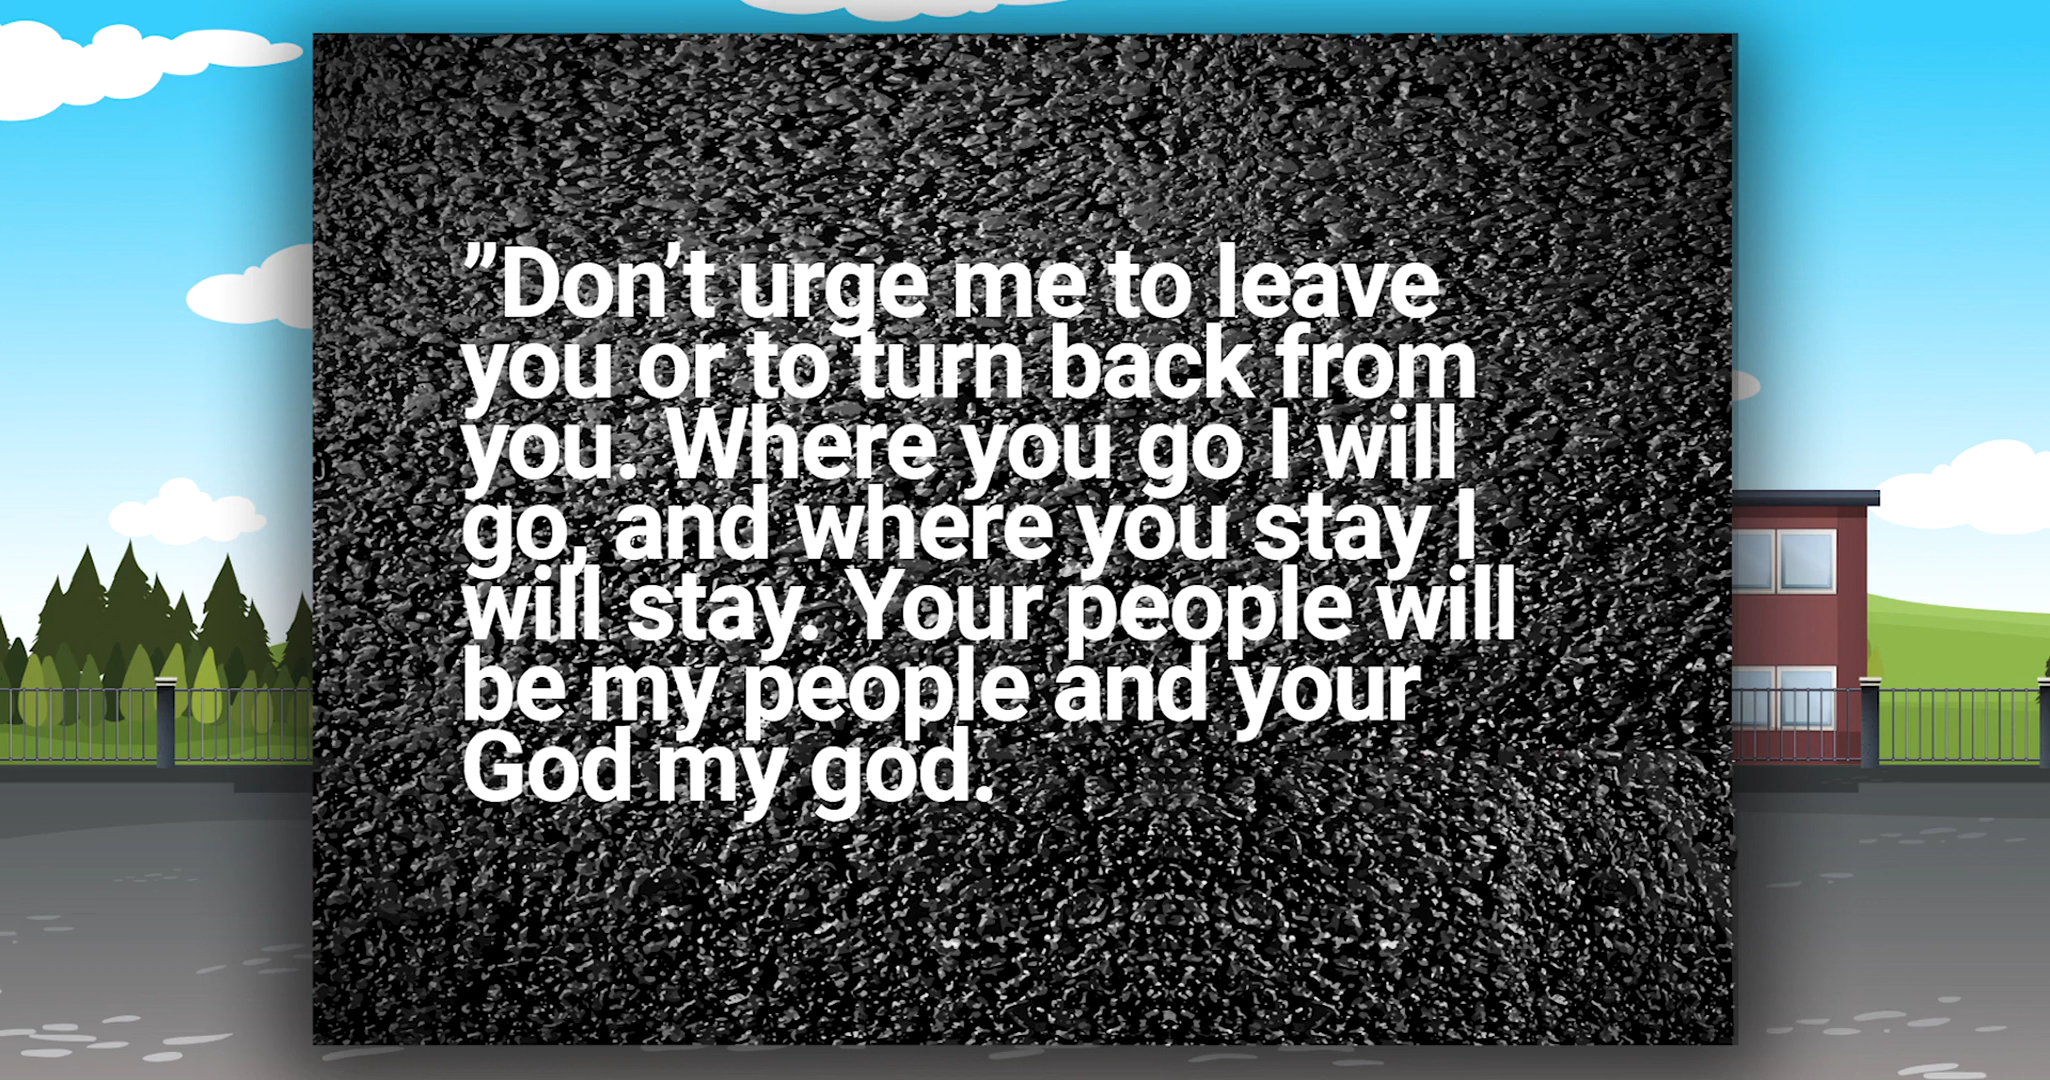 ”Don’t urge me to leave
you or to turn back from
you. Where you go I will
go, and where you stay I
will stay. Your people will
be my people and your
God my god.